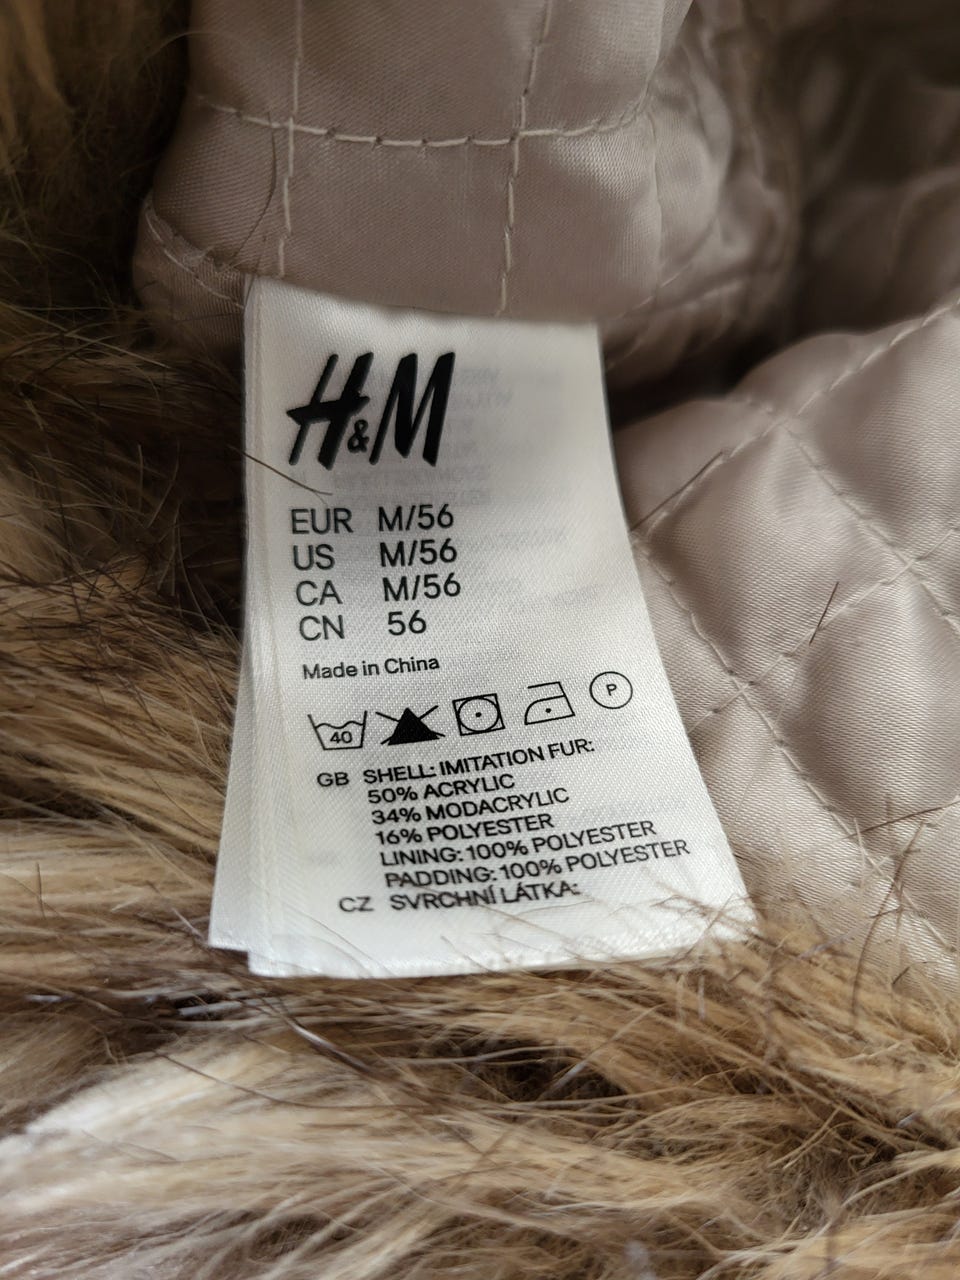 H&M
EUR M/56
US M/56
CA M/56
CN 56
Made in China
40 P
GB SHELL: IMITATION FUR:
50% ACRYLIC
34% MODACRYLIC
16% POLYESTER
LINING: 100% POLYESTER
PADDING: 100% POLYESTER
CZ SVRCHNÍ LÁTKA: